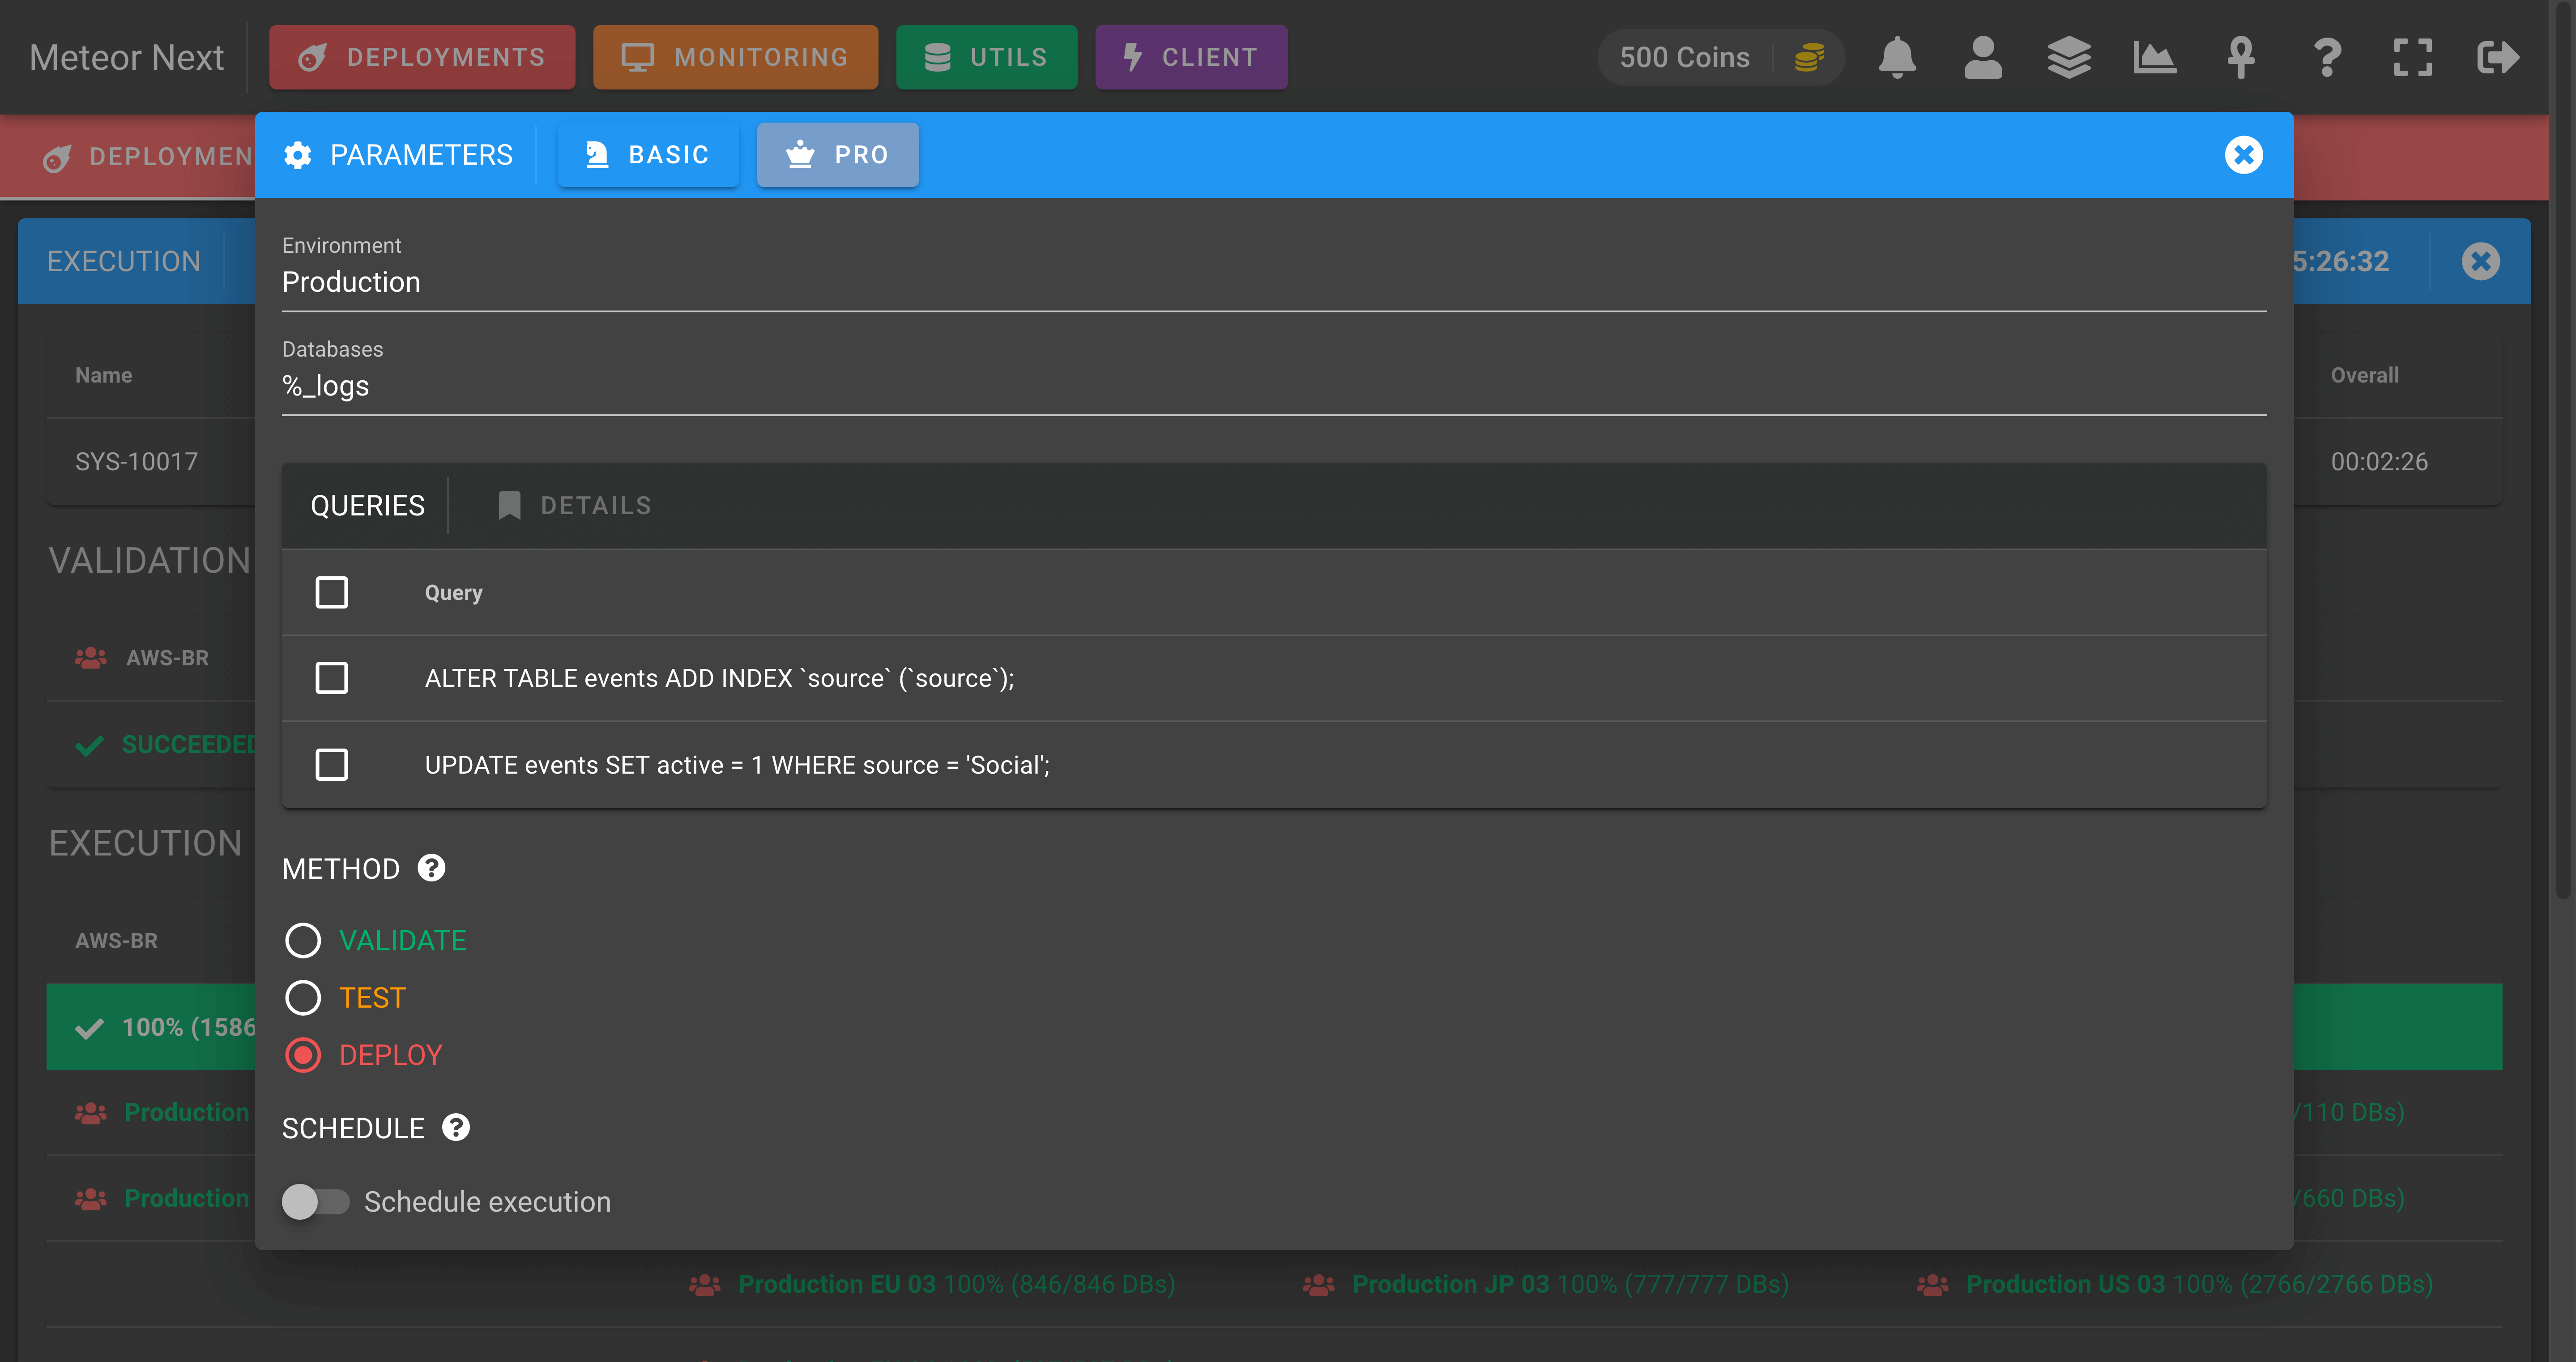 Meteor Next DEPLOYMENTS MONITORING UTILS CLIENT 500 Coins
DEPLOYMEN
PARAMETERS BASIC PRO
EXECUTION
5:26:32
Environment
Production
Databases
%_logs
Name
Overall
SYS-10017
00:02:26
QUERIES DETAILS
Query
ALTER TABLE events ADD INDEX `source` (`source`);
UPDATE events SET active = 1 WHERE source = 'Social';
VALIDATION
AWS-BR
SUCCEEDED
EXECUTION
METHOD
VALIDATE
TEST
DEPLOY
AWS-BR
100% (1586
SCHEDULE
Schedule execution
Production
/110 DBs)
Production
/660 DBs)
Production EU 03 100% (846/846 DBs) Production JP 03 100% (777/777 DBs) Production US 03 100% (2766/2766 DBs)